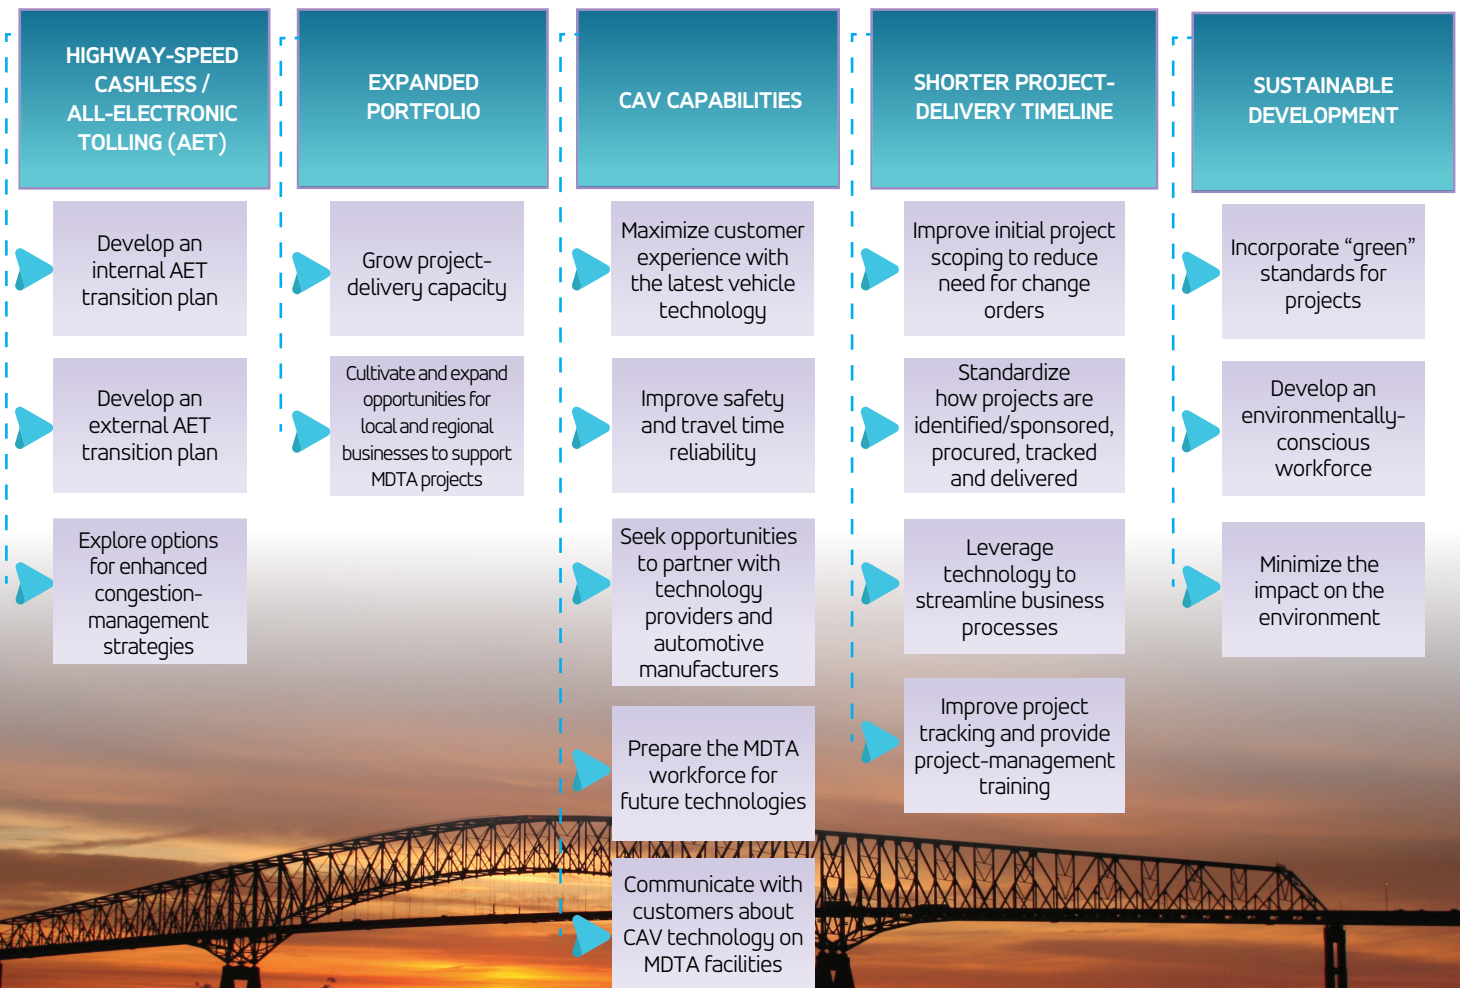 HIGHWAY-SPEED
CASHLESS /
ALL-ELECTRONIC
TOLLING (AET)
Develop an
internal AET
transition plan
Develop an
external AET
transition plan
Explore options
for enhanced
congestion-
management
strategies
EXPANDED
PORTFOLIO
Grow project-
delivery capacity
Cultivate and expand
opportunities for
local and regional
businesses to support
MDTA projects
CAV CAPABILITIES
Maximize customer
experience with
the latest vehicle
technology
Improve safety
and travel time
reliability
Seek opportunities
to partner with
technology
providers and
automotive
manufacturers
Prepare the MDTA
workforce for
future technologies
Communicate with
customers about
CAV technology on
MDTA facilities
SHORTER PROJECT-
DELIVERY TIMELINE
Improve initial project
scoping to reduce
need for change
orders
Standardize
how projects are
identified/sponsored,
procured, tracked
and delivered
Leverage
technology to
streamline business
processes
Improve project
tracking and provide
project-management
training
SUSTAINABLE
DEVELOPMENT
Incorporate “green”
standards for
projects
Develop an
environmentally-
conscious
workforce
Minimize the
impact on the
environment